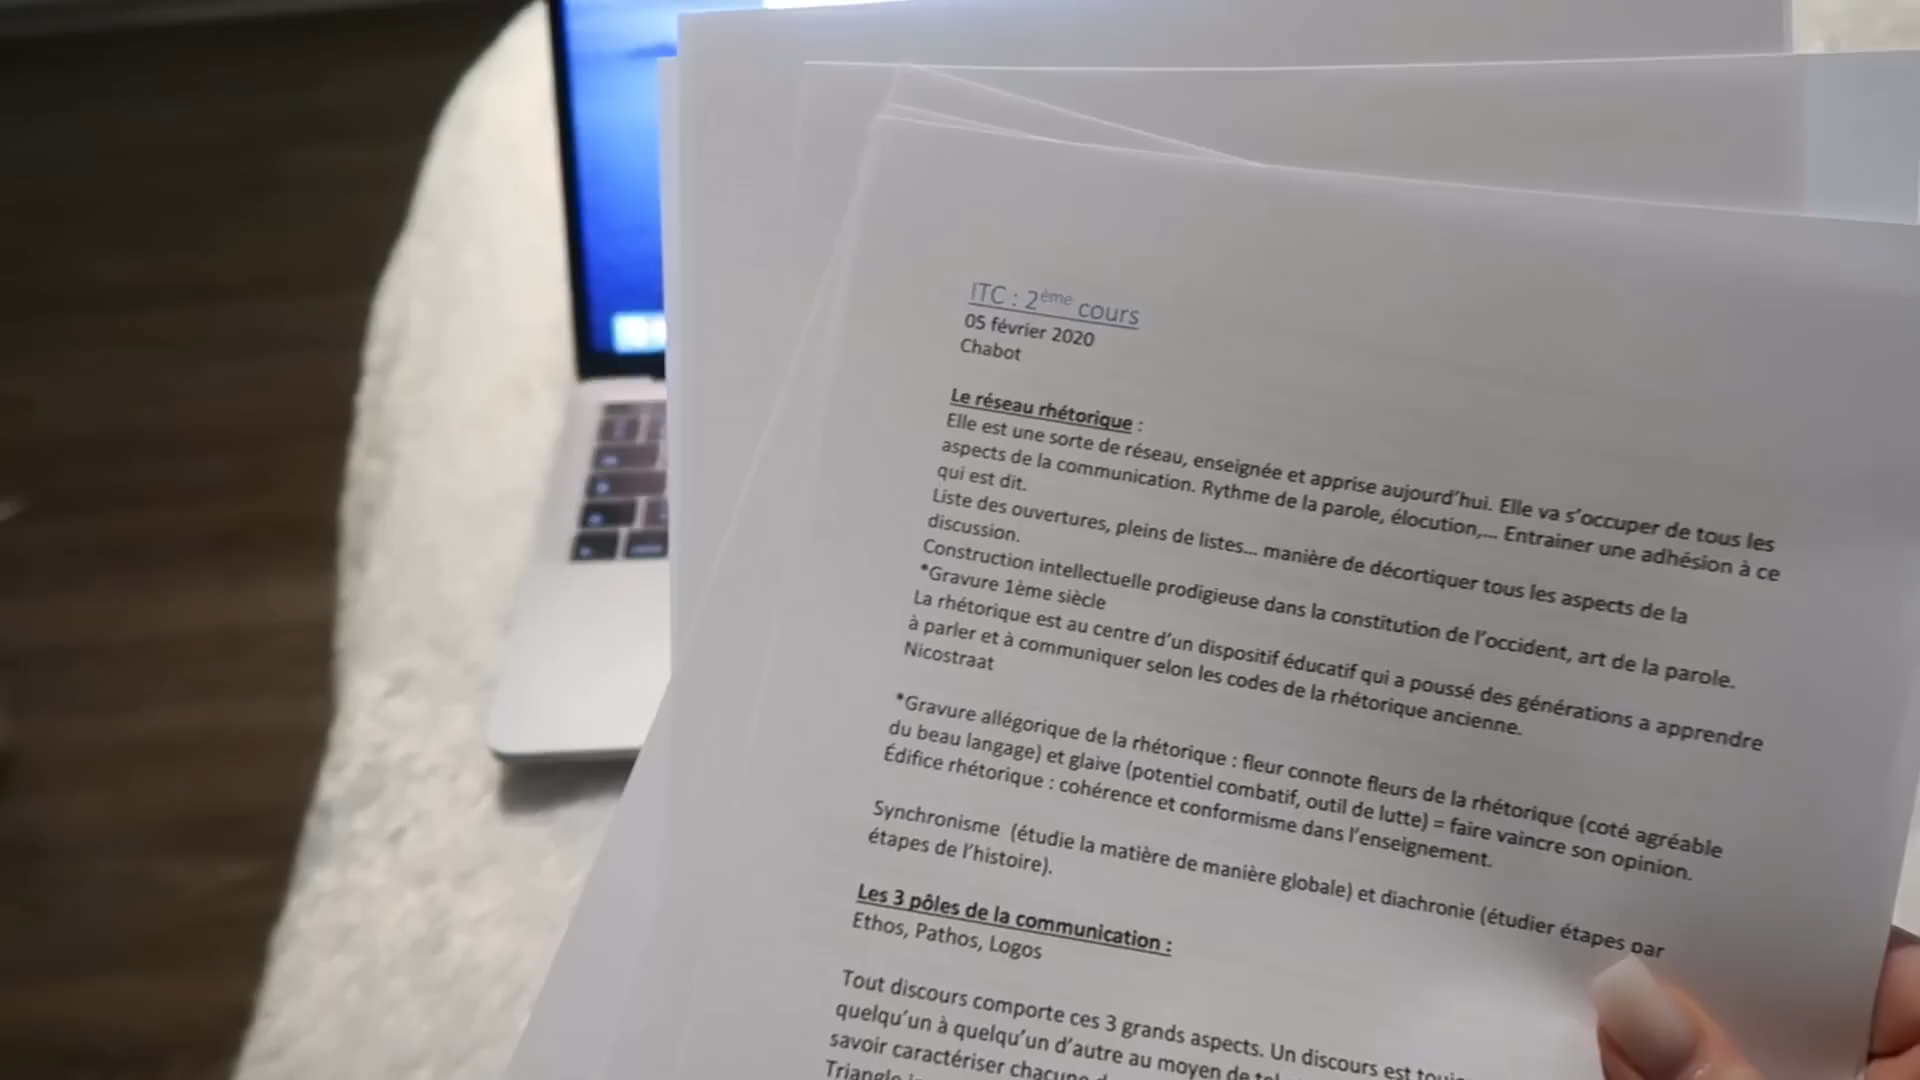 ITC : 2ème cours
05 février 2020
Chabot
Le réseau rhétorique :
Elle est une sorte de réseau, enseignée et apprise aujourd'hui. Elle va s'occuper de tous les
aspects de la communication. Rythme de la parole, élocution,... Entrainer une adhésion à ce
qui est dit.
Liste des ouvertures, pleins de listes... manière de décortiquer tous les aspects de la
discussion.
Construction intellectuelle prodigieuse dans la constitution de l'occident, art de la parole.
*Gravure 1ème siècle
La rhétorique est au centre d'un dispositif éducatif qui a poussé des générations a apprendre
à parler et à communiquer selon les codes de la rhétorique ancienne.
Nicostraat
*Gravure allégorique de la rhétorique : fleur connote fleurs de la rhétorique (coté agréable
du beau langage) et glaive (potentiel combatif, outil de lutte) = faire vaincre son opinion.
Édifice rhétorique : cohérence et conformisme dans l'enseignement.
Synchronisme (étudie la matière de manière globale) et diachronie (étudier étapes par
étapes de l'histoire).
Les 3 pôles de la communication :
Ethos, Pathos, Logos
Tout discours comporte ces 3 grands aspects. Un discours est
quelqu'un à quelqu'un d'autre au moyen de
savoir caractériser chacune
Triangle